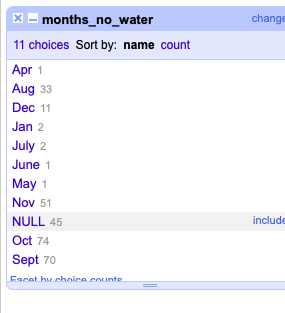 months_no_water change
11 choices Sort by: name count
Apr 1
Aug 33
Dec 11
Jan 2
July 2
June 1
May 1
Nov 51
NULL 45 include
Oct 74
Sept 70
Facet by choice counts